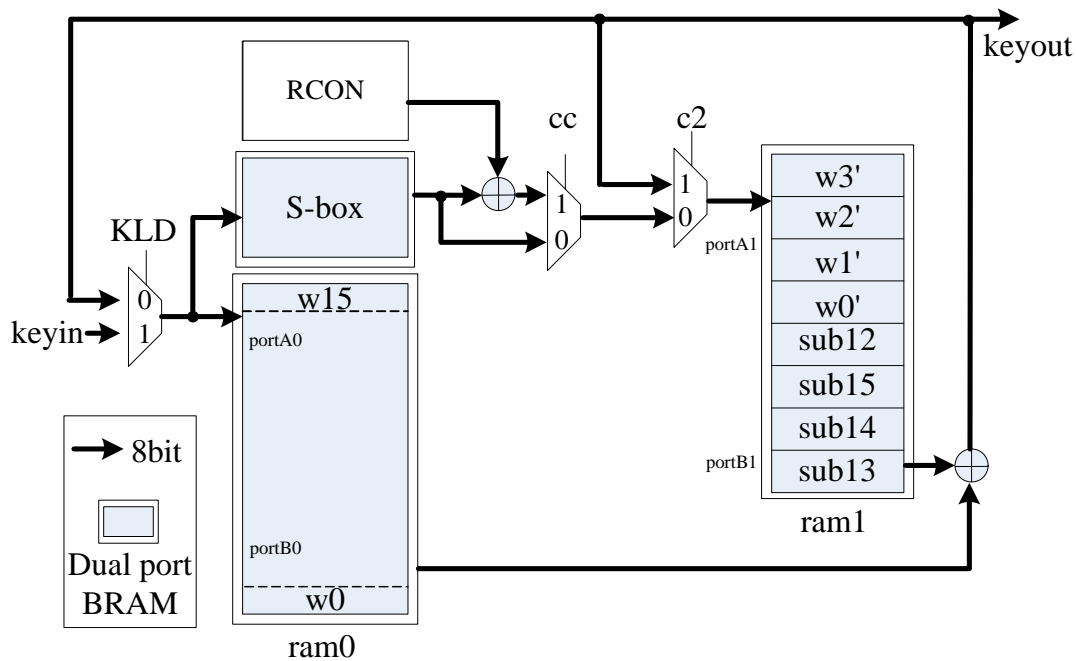 keyout
RCON
cc
c2
S-box
KLD
1
0
1
0
w3'
w2'
w1'
w0'
sub12
sub15
sub14
sub13
portA1
portB1
ram1
0
1
keyin
w15
portA0
portB0
w0
ram0
8bit
Dual port
BRAM